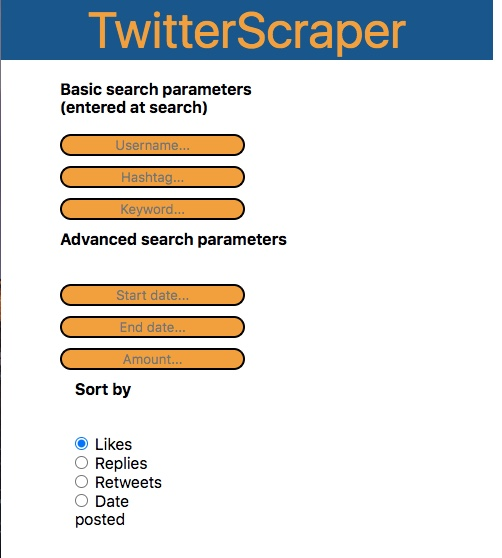 TwitterScraper
Basic search parameters
(entered at search)
Username...
Hashtag...
Keyword...
Advanced search parameters
Start date...
End date...
Amount...
Sort by
Likes
Replies
Retweets
Date
posted